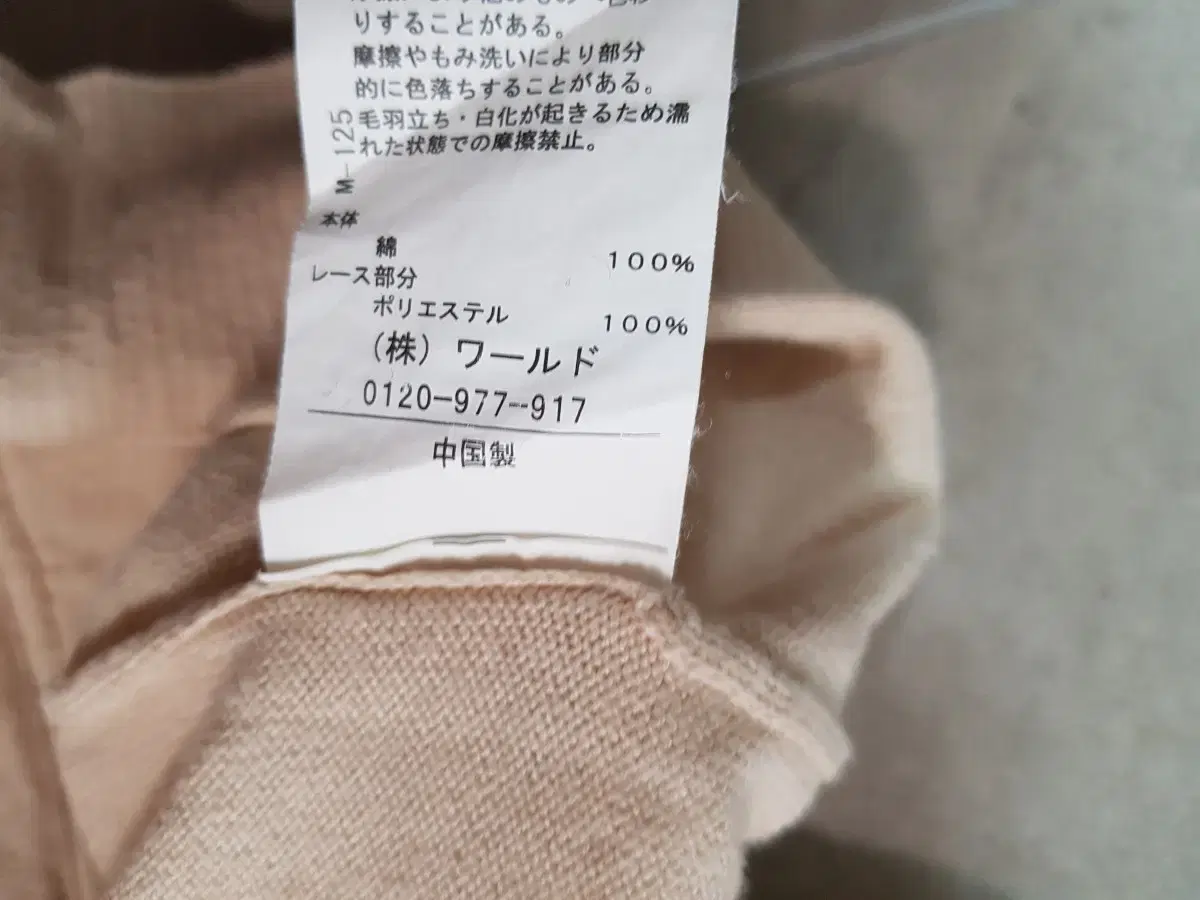 りすることがある。
摩擦やもみ洗いにより部分
的に色落ちすることがある。
毛羽立ち・白化が起きるため濡
れた状態での摩擦禁止。
M-125
本体
綿 100%
レース部分
ポリエステル 100%
(株) ワールド
0120-977-917
中国製